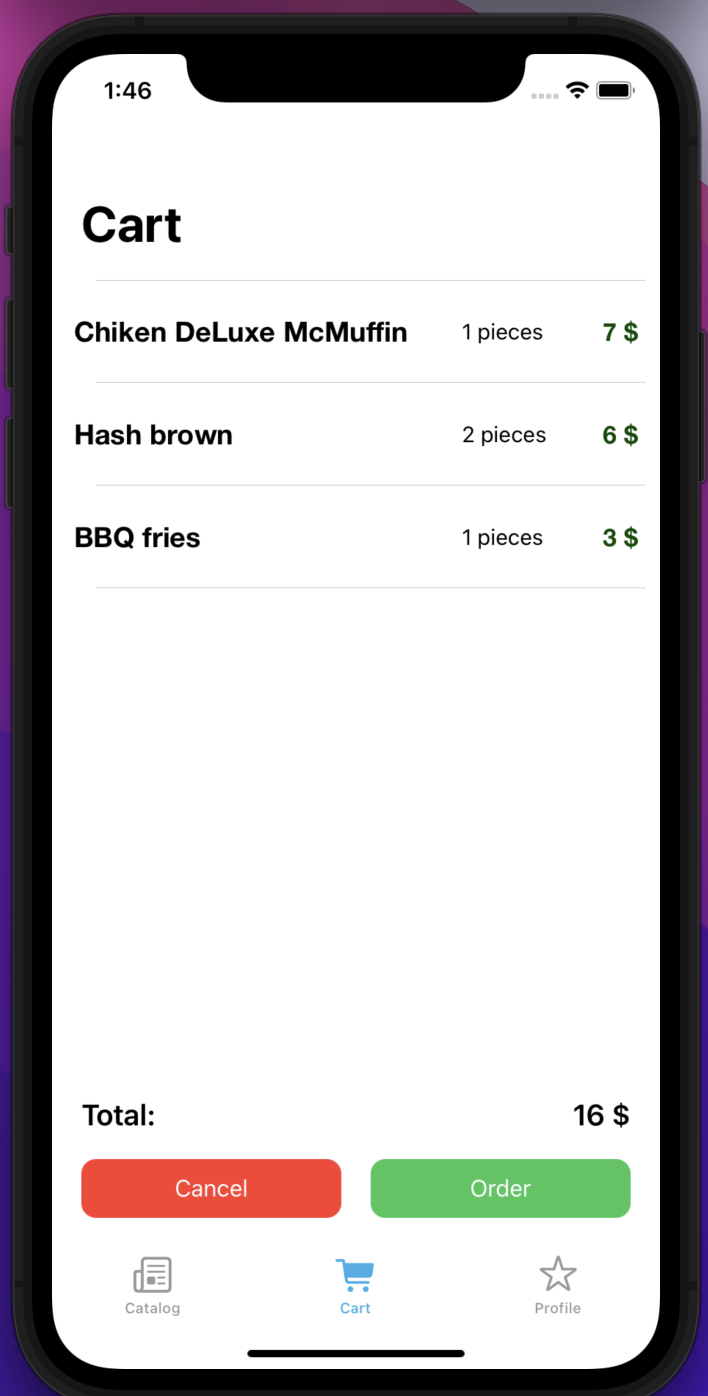 1:46
Cart
Chiken DeLuxe McMuffin 1 pieces 7 $
Hash brown 2 pieces 6 $
BBQ fries 1 pieces 3 $
Total: 16 $
Cancel Order
Catalog Cart Profile